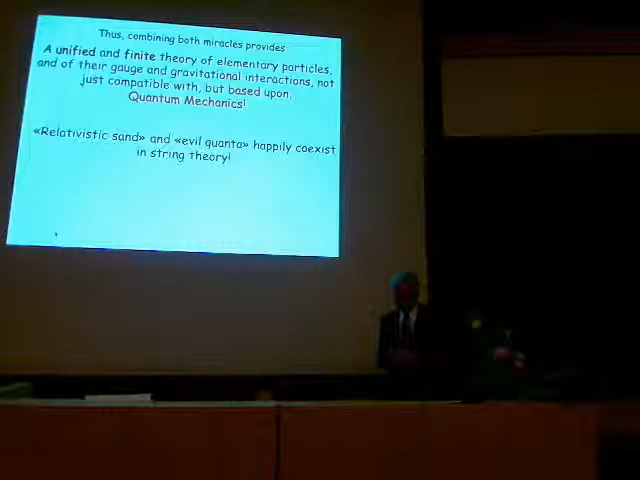 Thus, combining both miracles provides
A unified and finite theory of elementary particles,
and of their gauge and gravitational interactions, not
just compatible with, but based upon,
Quantum Mechanics!
«Relativistic sand» and «evil quanta» happily coexist
in string theory!